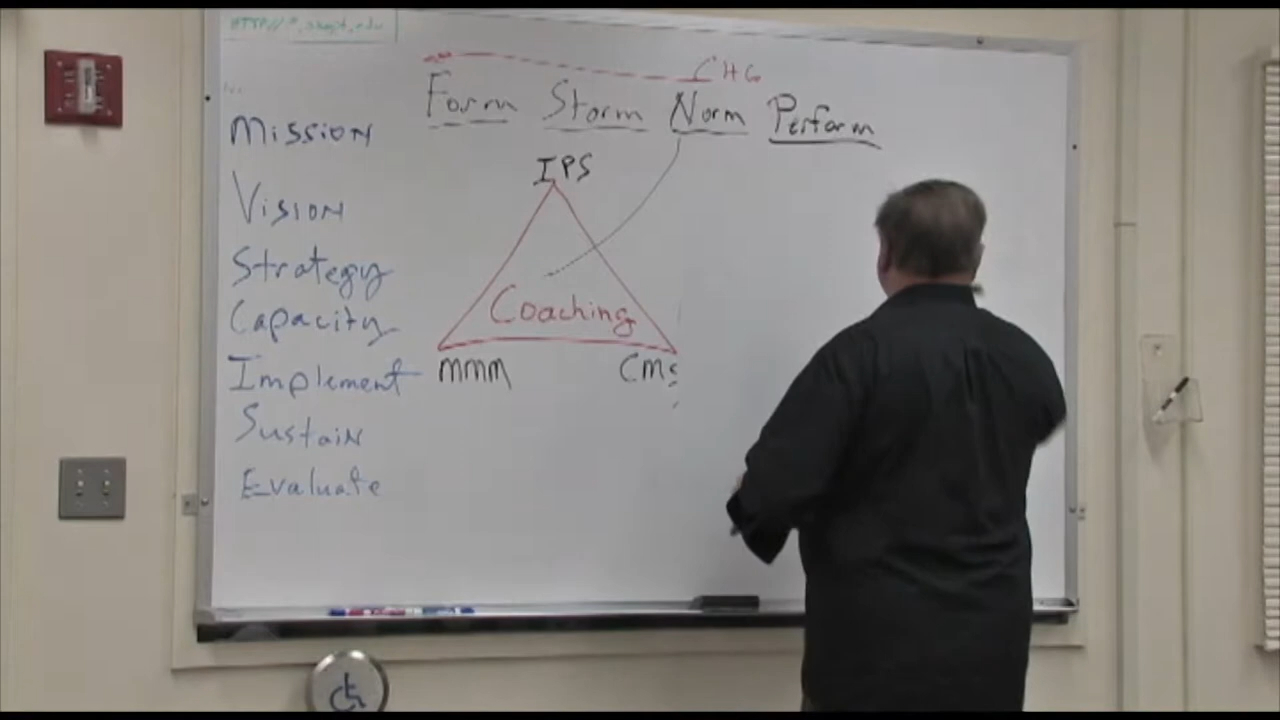 CHG
Form Storm Norm Perform
Mission
IPS
Vision
Strategy
Coaching
Capacity
MMM CMS
Implement
Sustain
Evaluate